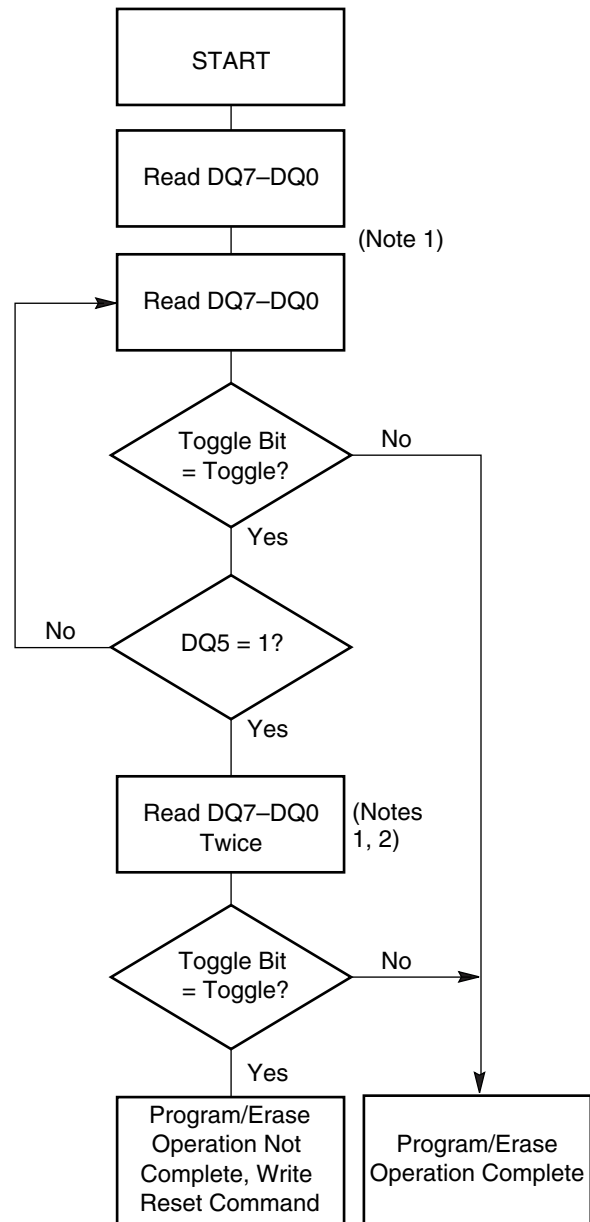 START
Read DQ7–DQ0
(Note 1)
Read DQ7–DQ0
Toggle Bit
= Toggle?
No
Yes
DQ5 = 1?
No
Yes
Read DQ7–DQ0
Twice
(Notes
1, 2)
Toggle Bit
= Toggle?
No
Yes
Program/Erase
Operation Not
Complete, Write
Reset Command
Program/Erase
Operation Complete